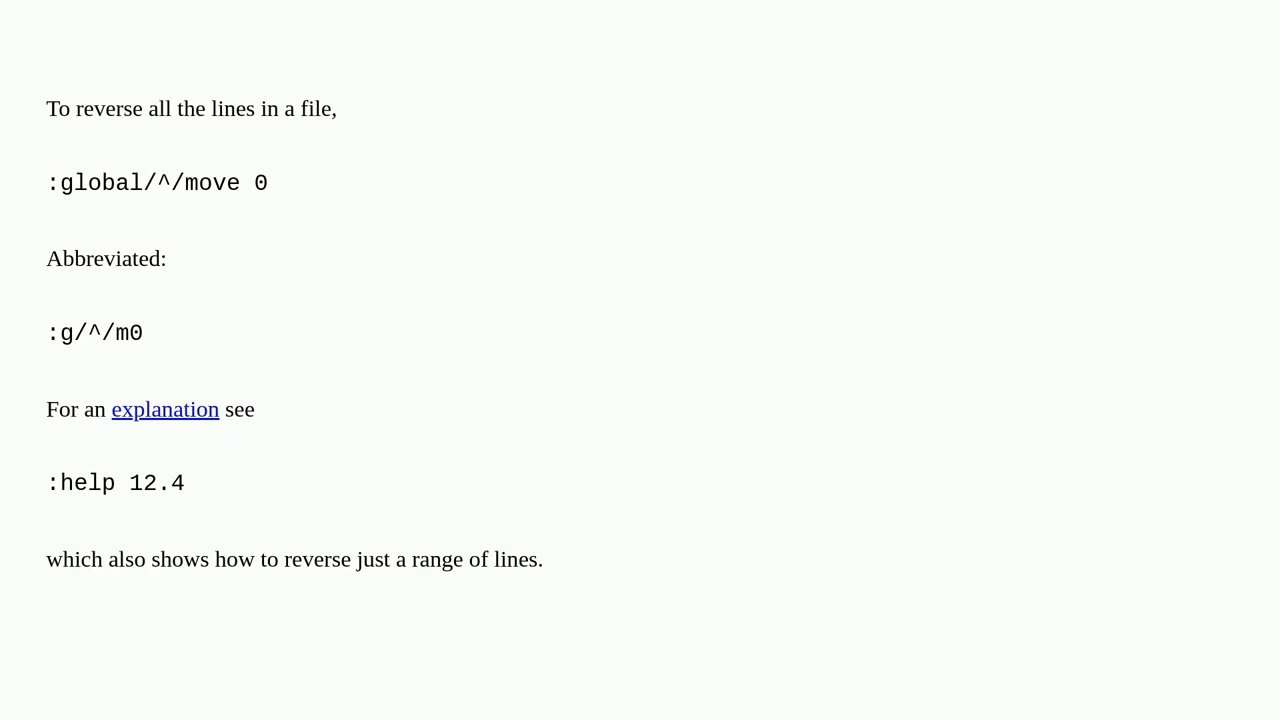 To reverse all the lines in a file,
:global/^/move 0
Abbreviated:
:g/^/m0
For an explanation see
:help 12.4
which also shows how to reverse just a range of lines.